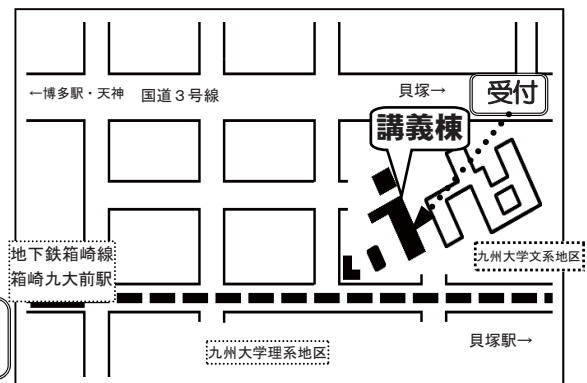 ←博多駅・天神
国道３号線
貝塚→
受付
講義棟
地下鉄箱崎線
箱崎九大前駅
九州大学文系地区
九州大学理系地区
貝塚駅→